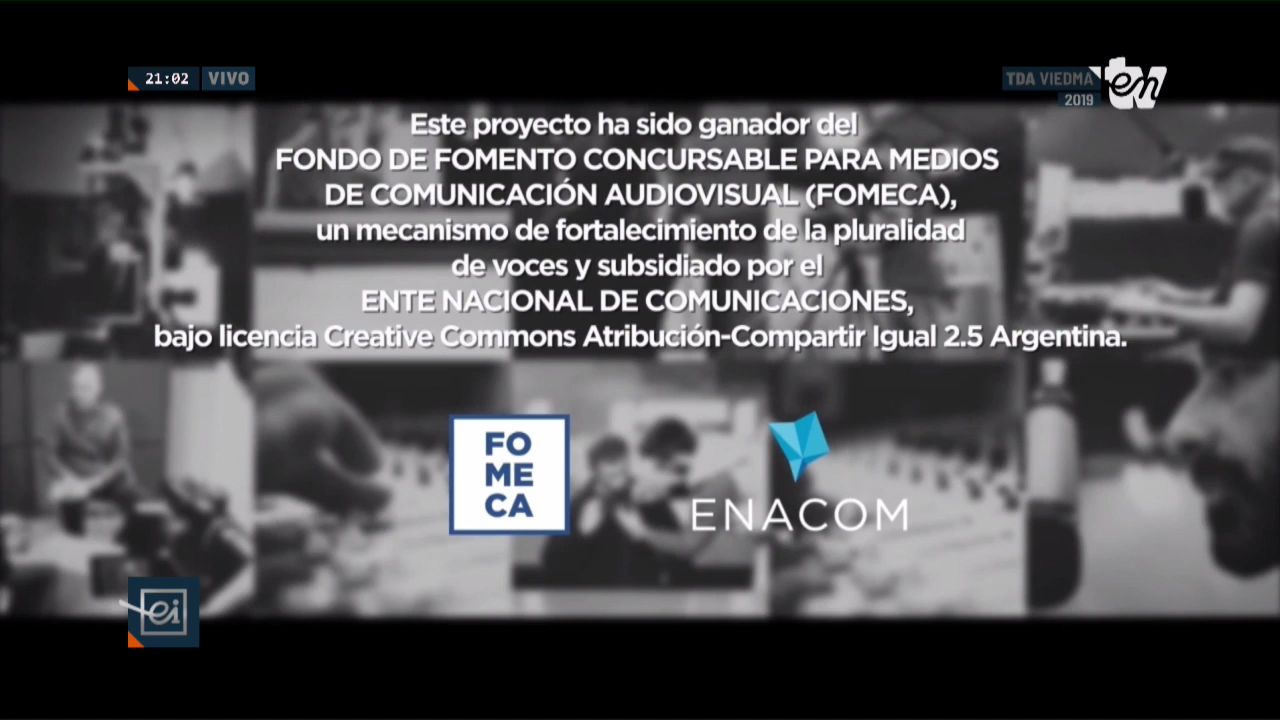 21:02 VIVO
TDA VIEDMA
2019
en tv
Este proyecto ha sido ganador del
FONDO DE FOMENTO CONCURSABLE PARA MEDIOS
DE COMUNICACIÓN AUDIOVISUAL (FOMECA),
un mecanismo de fortalecimiento de la pluralidad
de voces y subsidiado por el
ENTE NACIONAL DE COMUNICACIONES,
bajo licencia Creative Commons Atribución-Compartir Igual 2.5 Argentina.
FO
ME
CA
ENACOM
ei